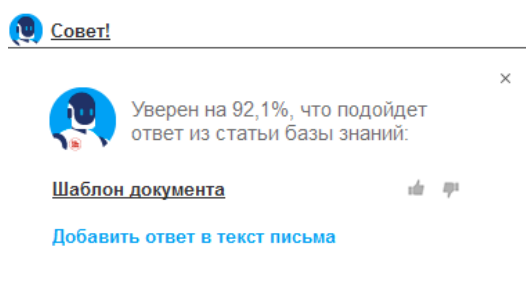 Совет!
Уверен на 92,1%, что подойдет
ответ из статьи базы знаний:
Шаблон документа
Добавить ответ в текст письма